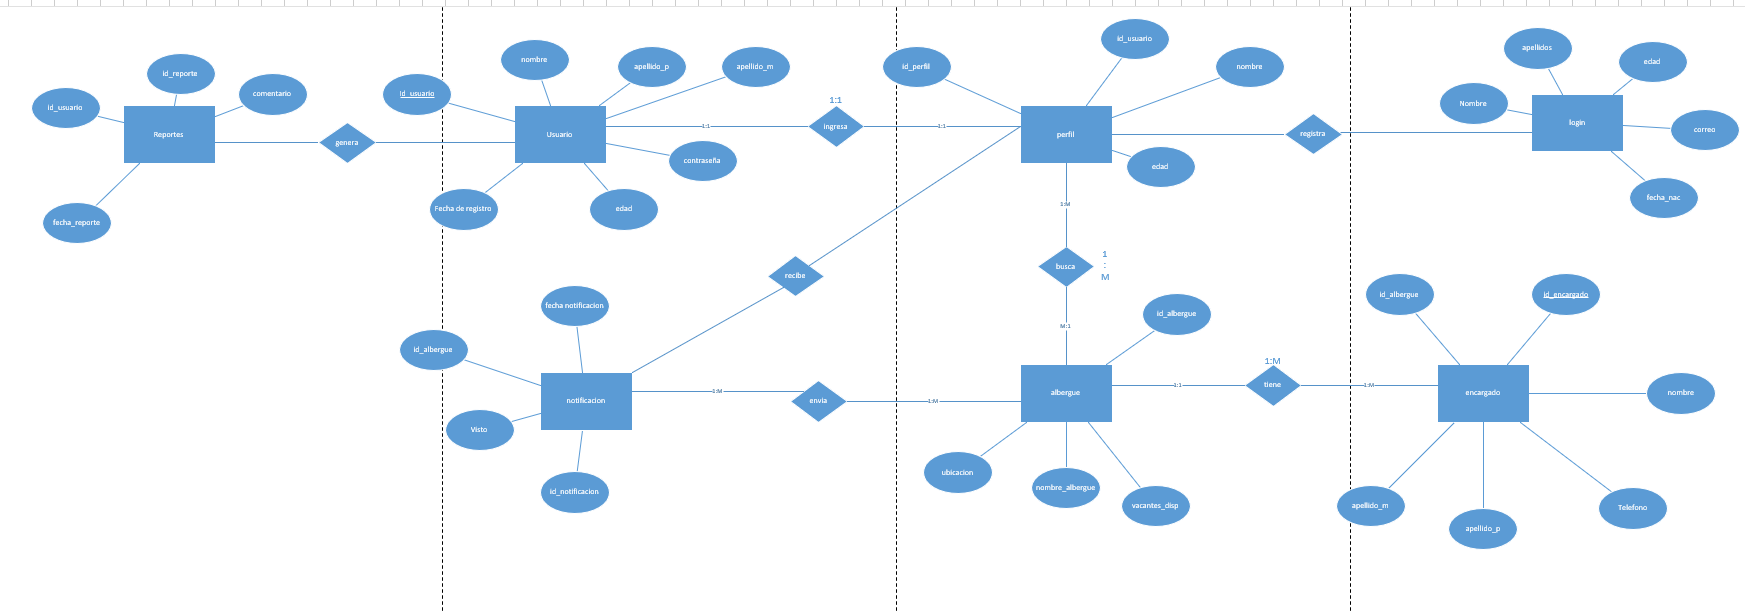 id_usuario
id_reporte
comentario
Reportes
fecha_reporte
genera
Id_usuario
nombre
apellido_p
apellido_m
Usuario
contraseña
Fecha de registro
edad
1:1
1:1
ingresa
1:1
id_perfil
id_usuario
nombre
perfil
edad
registra
apellidos
edad
Nombre
login
correo
fecha_nac
1:M
busca
1
:
M
M:1
recibe
fecha notificacion
id_albergue
notificacion
Visto
id_notificacion
1:M
envia
1:M
id_albergue
albergue
ubicacion
nombre_albergue
vacantes_disp
1:1
1:M
tiene
1:M
id_albergue
id_encargado
encargado
nombre
apellido_m
apellido_p
Telefono